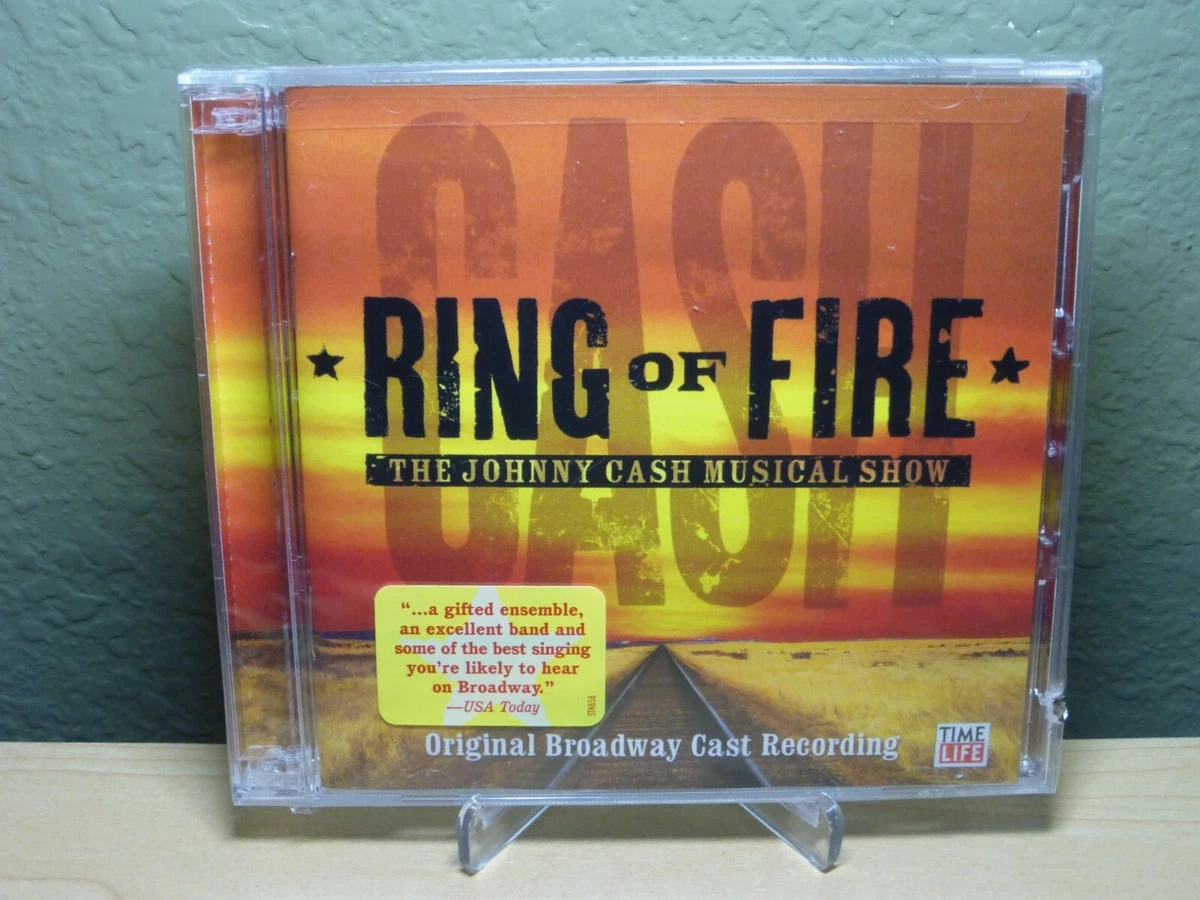 CASH
RING OF FIRE
THE JOHNNY CASH MUSICAL SHOW
“...a gifted ensemble,
an excellent band and
some of the best singing
you’re likely to hear
on Broadway.”
—USA Today
STK658
Original Broadway Cast Recording
TIME
LIFE